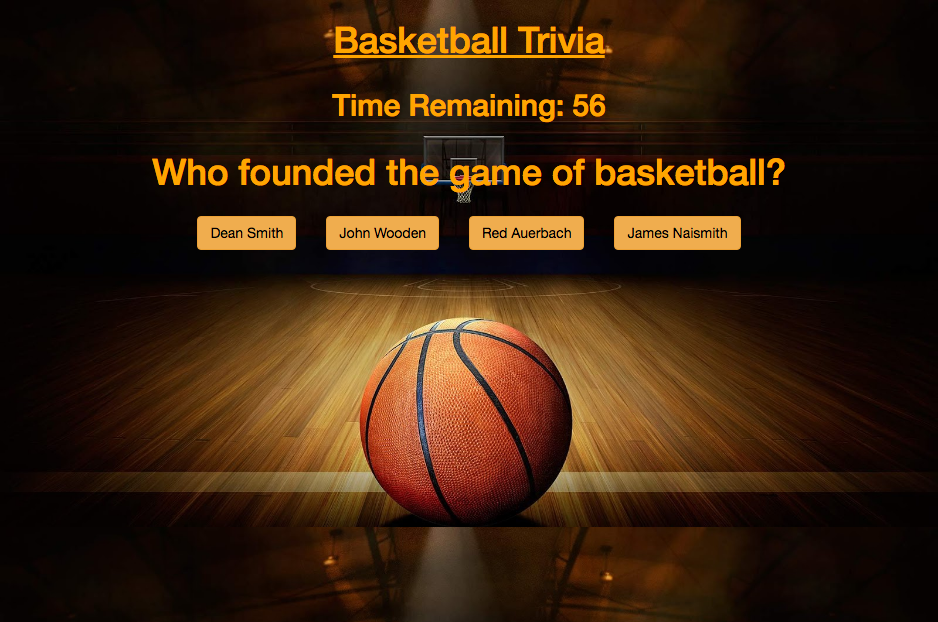 Basketball Trivia
Time Remaining: 56
Who founded the game of basketball?
Dean Smith John Wooden Red Auerbach James Naismith